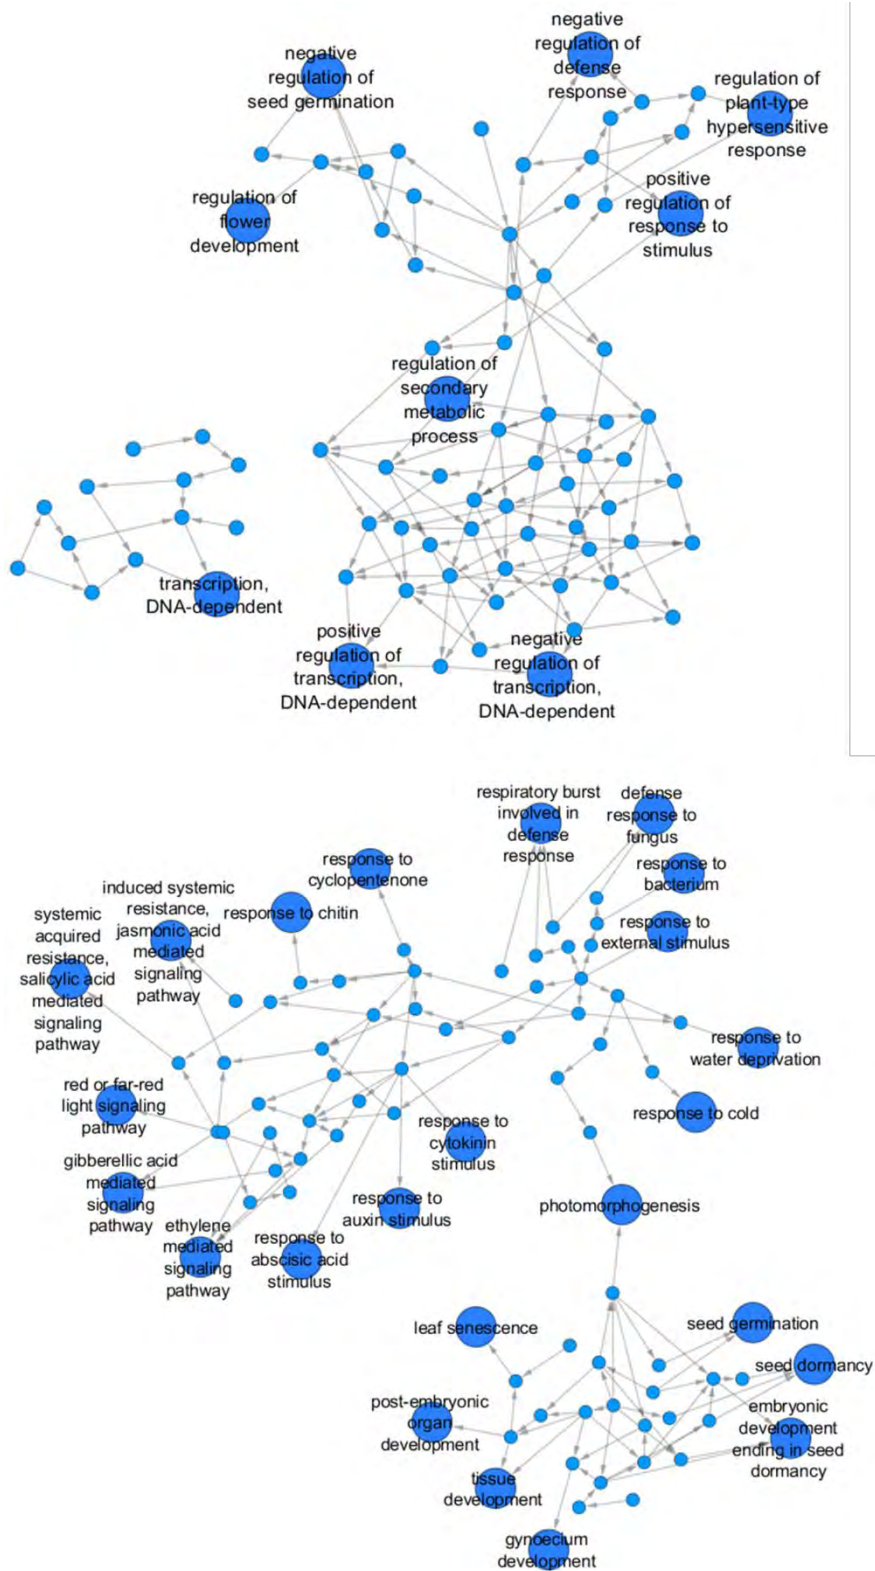 negative
regulation of
seed germination
negative
regulation of
defense
response
regulation of
plant-type
hypersensitive
response
regulation of
flower
development
positive
regulation of
response to
stimulus
regulation of
secondary
metabolic
process
transcription,
DNA-dependent
positive
regulation of
transcription,
DNA-dependent
negative
regulation of
transcription,
DNA-dependent
respiratory burst
involved in
defense
response
defense
response to
fungus
response to
cyclopentenone
response to
bacterium
induced systemic
resistance,
jasmonic acid
mediated
signaling
pathway
response to chitin
systemic
acquired
resistance,
salicylic acid
mediated
signaling
pathway
response to
external stimulus
response to
water deprivation
red or far-red
light signaling
pathway
response to cold
response to
cytokinin
stimulus
gibberellic acid
mediated
signaling
pathway
response to
auxin stimulus
photomorphogenesis
ethylene
mediated
signaling
pathway
response to
abscisic acid
stimulus
leaf senescence
seed germination
seed dormancy
post-embryonic
organ
development
embryonic
development
ending in seed
dormancy
tissue
development
gynoecium
development